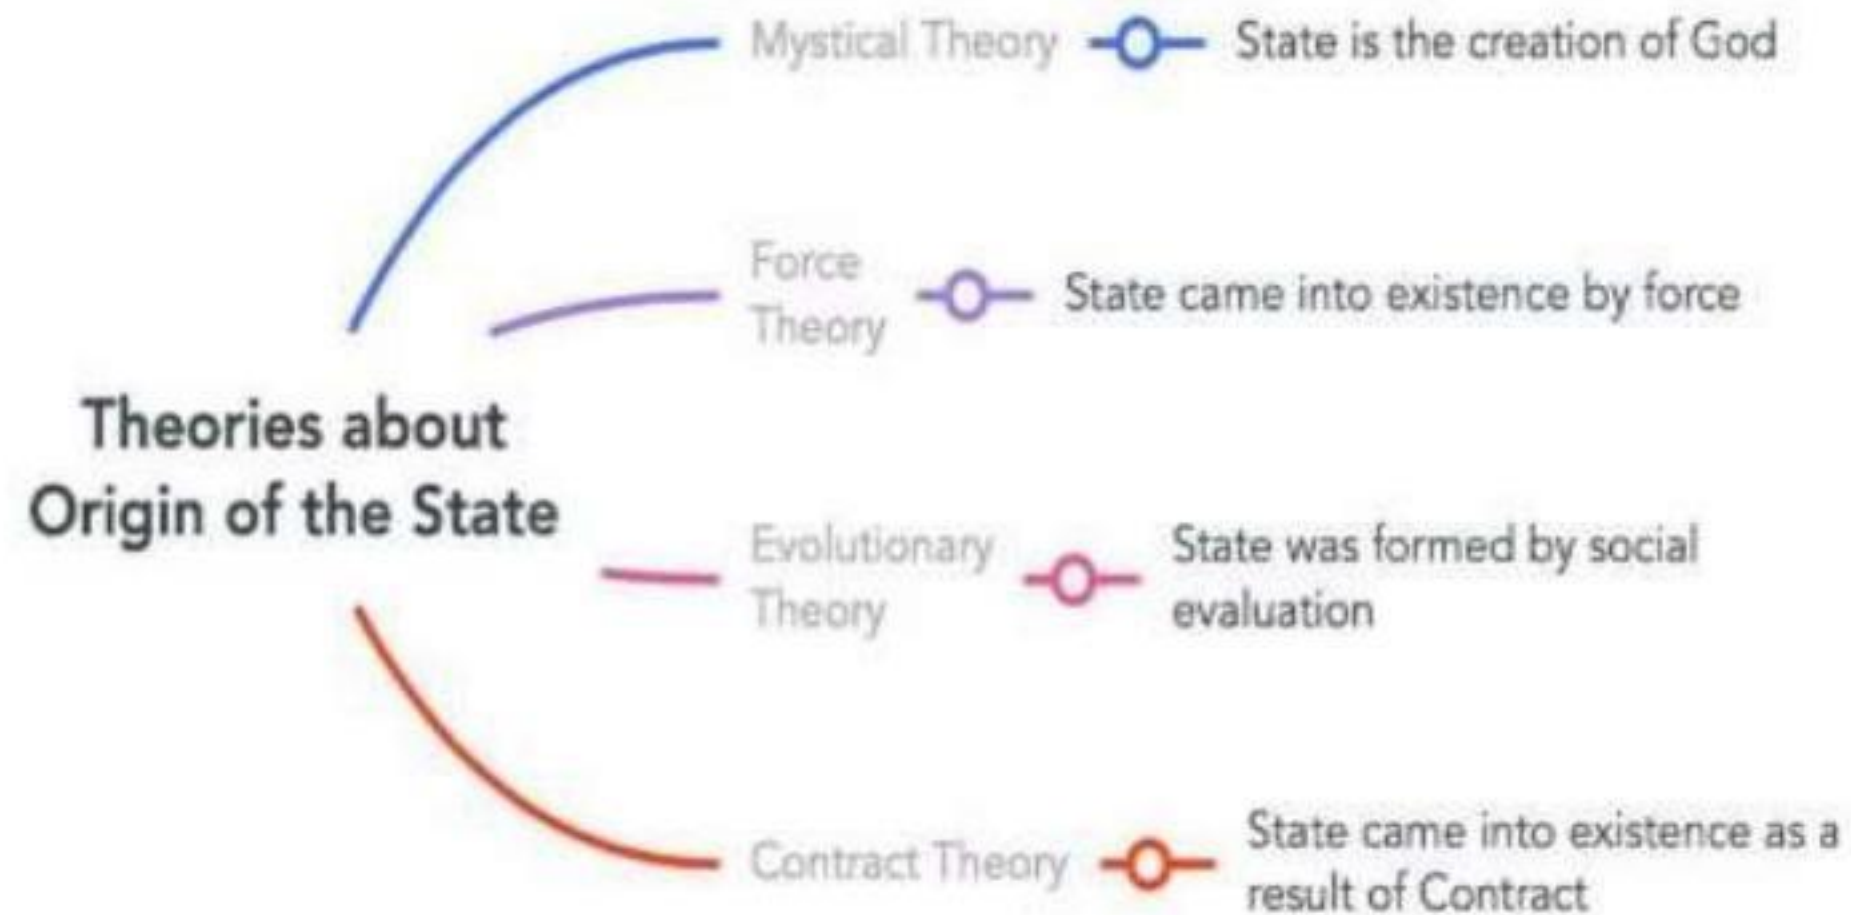 Mystical Theory
State is the creation of God
Force
Theory
State came into existence by force
Theories about
Origin of the State
Evolutionary
Theory
State was formed by social
evaluation
Contract Theory
State came into existence as a
result of Contract